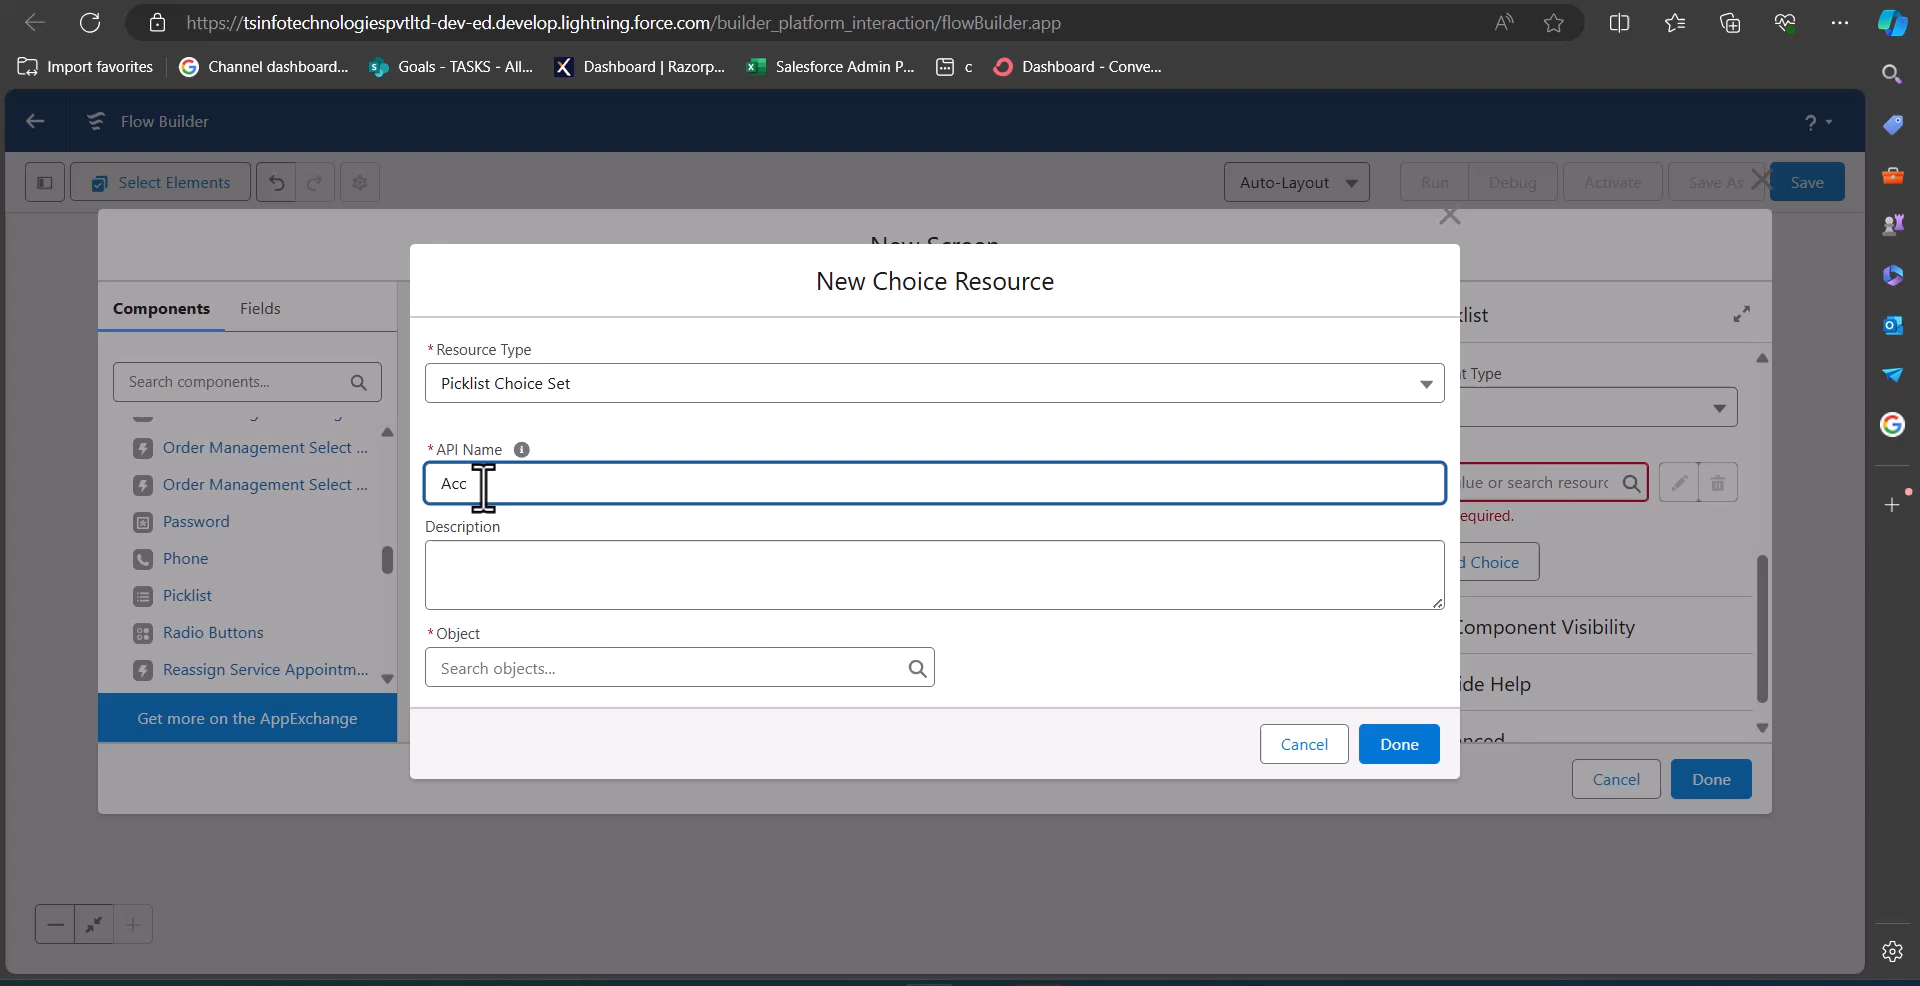 https://tsinfotechnologiespvtltd-dev-ed.develop.lightning.force.com/builder_platform_interaction/flowBuilder.app
Import favorites
Channel dashboard...
Goals - TASKS - All...
Dashboard | Razorp...
Salesforce Admin P...
c
Dashboard - Conve...
Flow Builder
?
Select Elements
Auto-Layout
Run
Debug
Activate
Save As
Save
New Screen
New Choice Resource
Components
Fields
Search components...
Order Management Select ...
Order Management Select ...
Password
Phone
Picklist
Radio Buttons
Reassign Service Appointm...
Get more on the AppExchange
* Resource Type
Picklist Choice Set
* API Name
Acc
Description
* Object
Search objects...
Cancel
Done
klist
t Type
lue or search resourc
equired.
d Choice
Component Visibility
ide Help
Cancel
Done